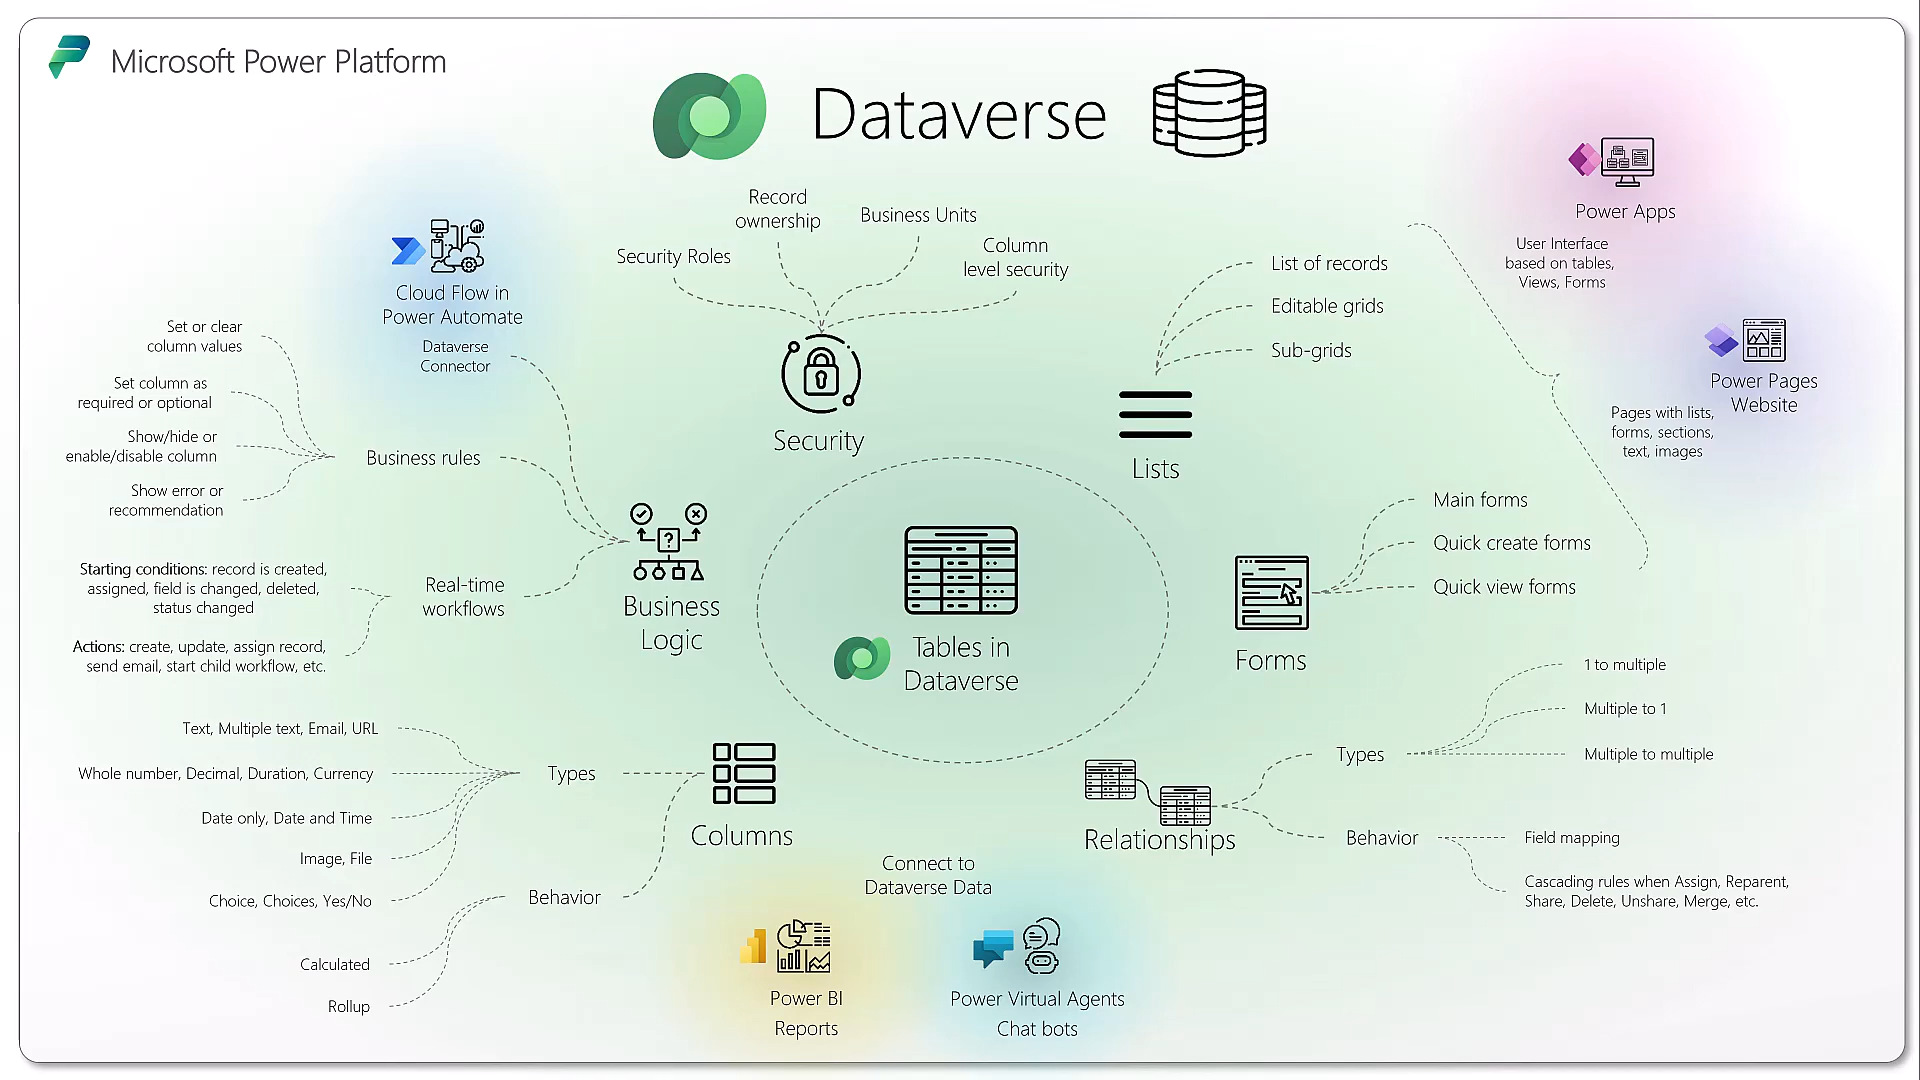 Microsoft Power Platform
Dataverse
Record
ownership
Business Units
Security Roles
Column
level security
Security
Cloud Flow in
Power Automate
Dataverse
Connector
Set or clear
column values
Set column as
required or optional
Show/hide or
enable/disable column
Show error or
recommendation
Business rules
Starting conditions: record is created,
assigned, field is changed, deleted,
status changed
Actions: create, update, assign record,
send email, start child workflow, etc.
Real-time
workflows
Business
Logic
List of records
Editable grids
Sub-grids
Lists
Power Apps
User Interface
based on tables,
Views, Forms
Power Pages
Website
Pages with lists,
forms, sections,
text, images
Main forms
Quick create forms
Quick view forms
Forms
Tables in
Dataverse
Text, Multiple text, Email, URL
Whole number, Decimal, Duration, Currency
Date only, Date and Time
Image, File
Choice, Choices, Yes/No
Types
Columns
Behavior
Calculated
Rollup
1 to multiple
Multiple to 1
Multiple to multiple
Types
Relationships
Behavior
Field mapping
Cascading rules when Assign, Reparent,
Share, Delete, Unshare, Merge, etc.
Connect to
Dataverse Data
Power BI
Reports
Power Virtual Agents
Chat bots